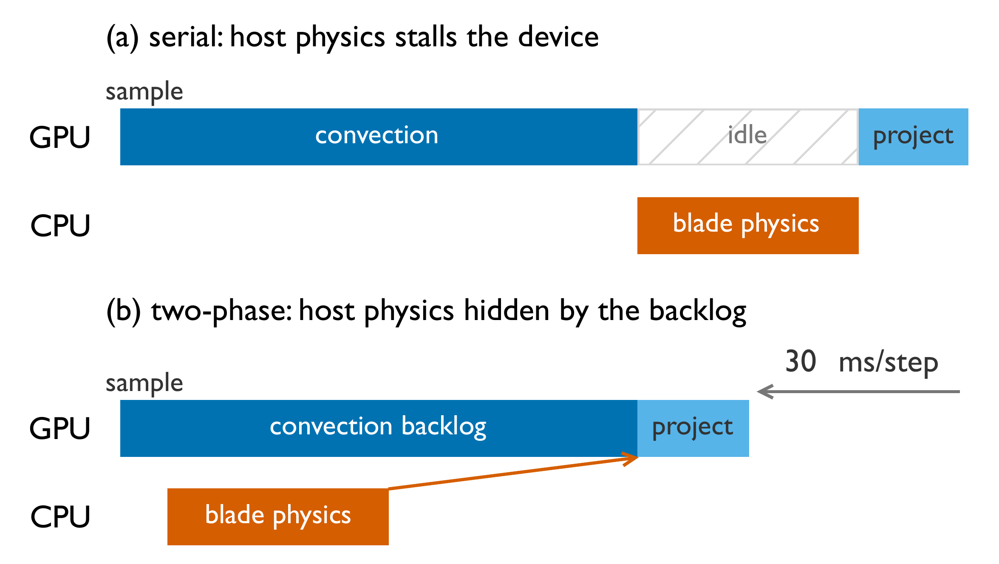 (a) serial: host physics stalls the device
sample
GPU
convection
idle
project
CPU
blade physics
(b) two-phase: host physics hidden by the backlog
30 ms/step
sample
GPU
convection backlog
project
CPU
blade physics